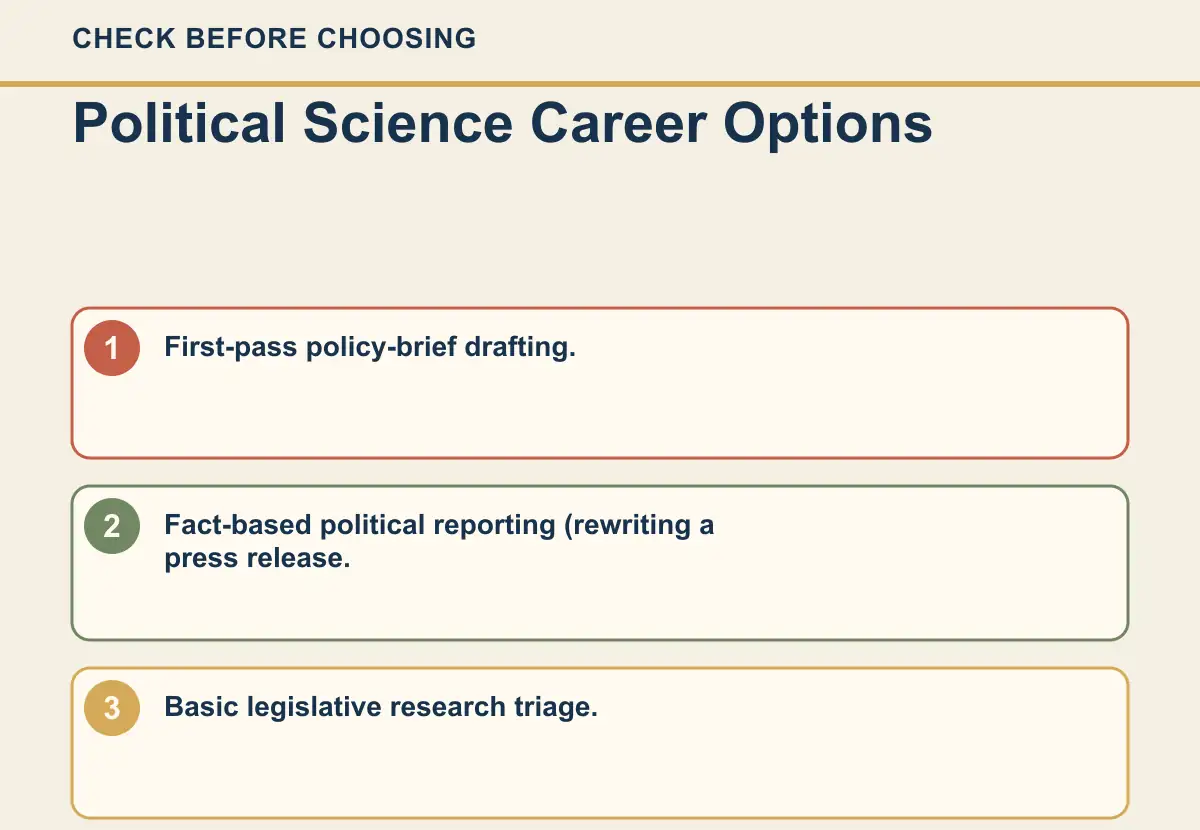 CHECK BEFORE CHOOSING
Political Science Career Options
1
First-pass policy-brief drafting.
2
Fact-based political reporting (rewriting a
press release.
3
Basic legislative research triage.